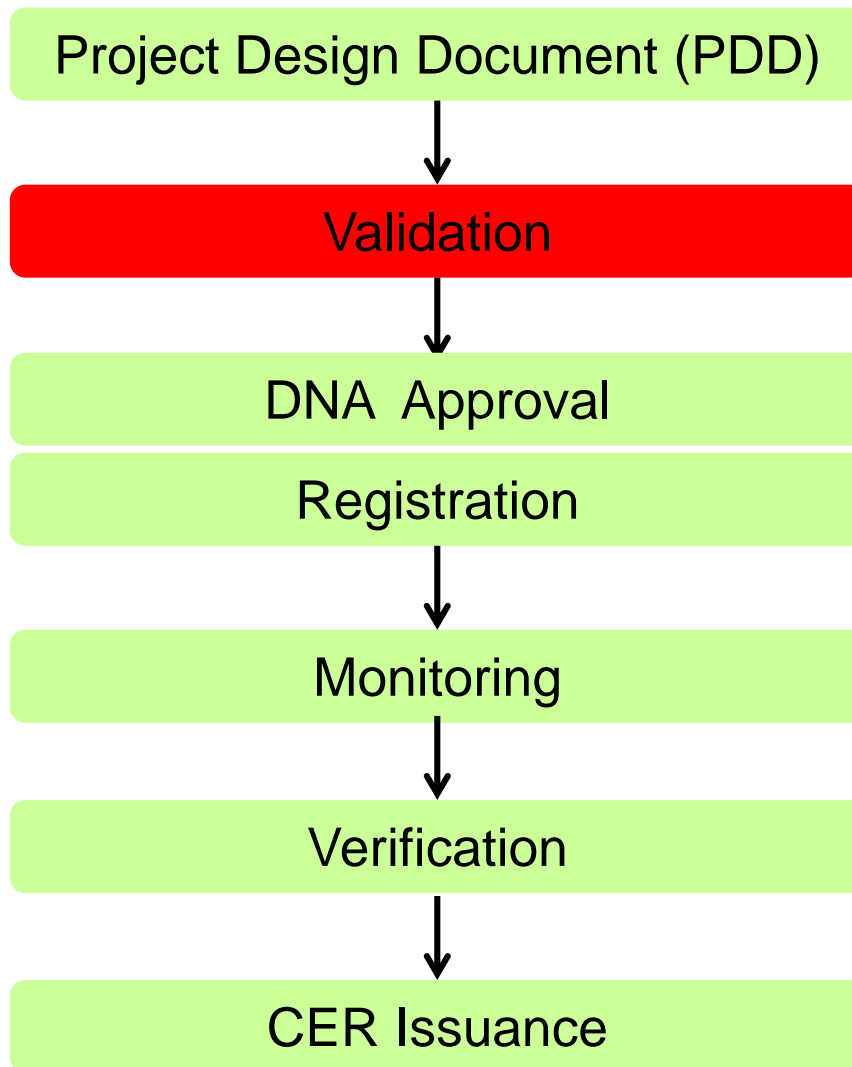 Project Design Document (PDD)
Validation
DNA  Approval
Registration
Monitoring
Verification
CER Issuance